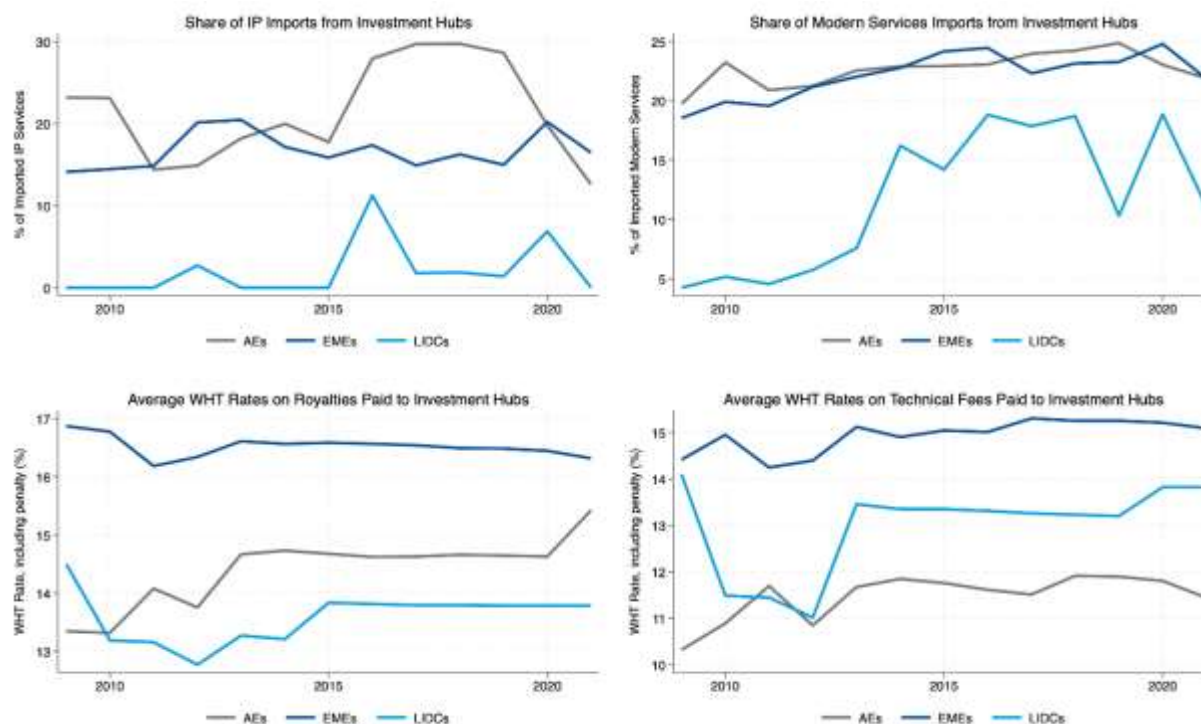 Share of IP Imports from Investment Hubs
% of Imported IP Services
30
20
10
0
2010 2015 2020
AEs EMEs LIDCs
Share of Modern Services Imports from Investment Hubs
% of Imported Modern Services
25
20
15
10
5
2010 2015 2020
AEs EMEs LIDCs
Average WHT Rates on Royalties Paid to Investment Hubs
WHT Rate, including penalty (%)
17
16
15
14
13
2010 2015 2020
AEs EMEs LIDCs
Average WHT Rates on Technical Fees Paid to Investment Hubs
WHT Rate, including penalty (%)
15
14
13
12
11
10
2010 2015 2020
AEs EMEs LIDCs